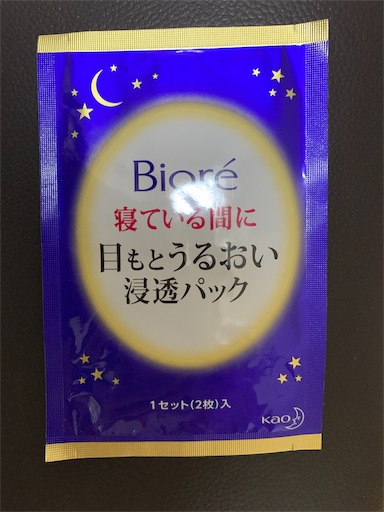 Bioré
寝ている間に
目もとうるおい
浸透パック
1セット(2枚)入
Kao